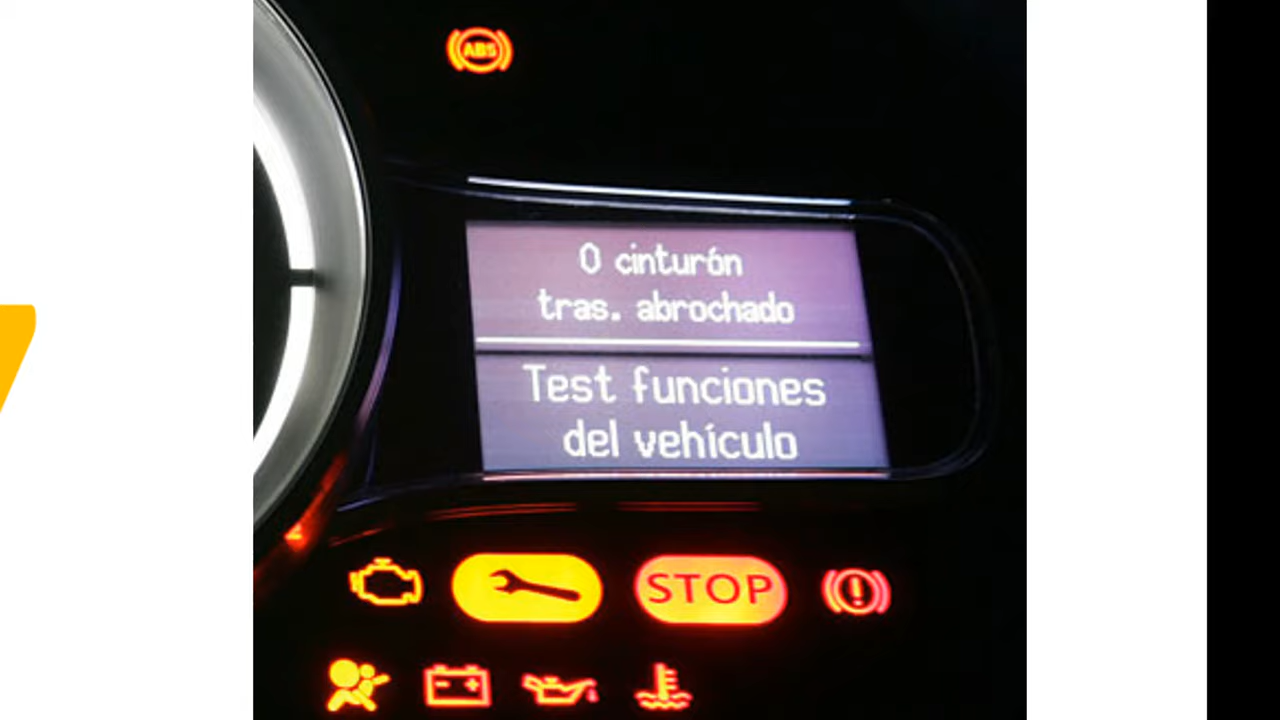 ABS
0 cinturón
tras. abrochado
Test funciones
del vehículo
STOP